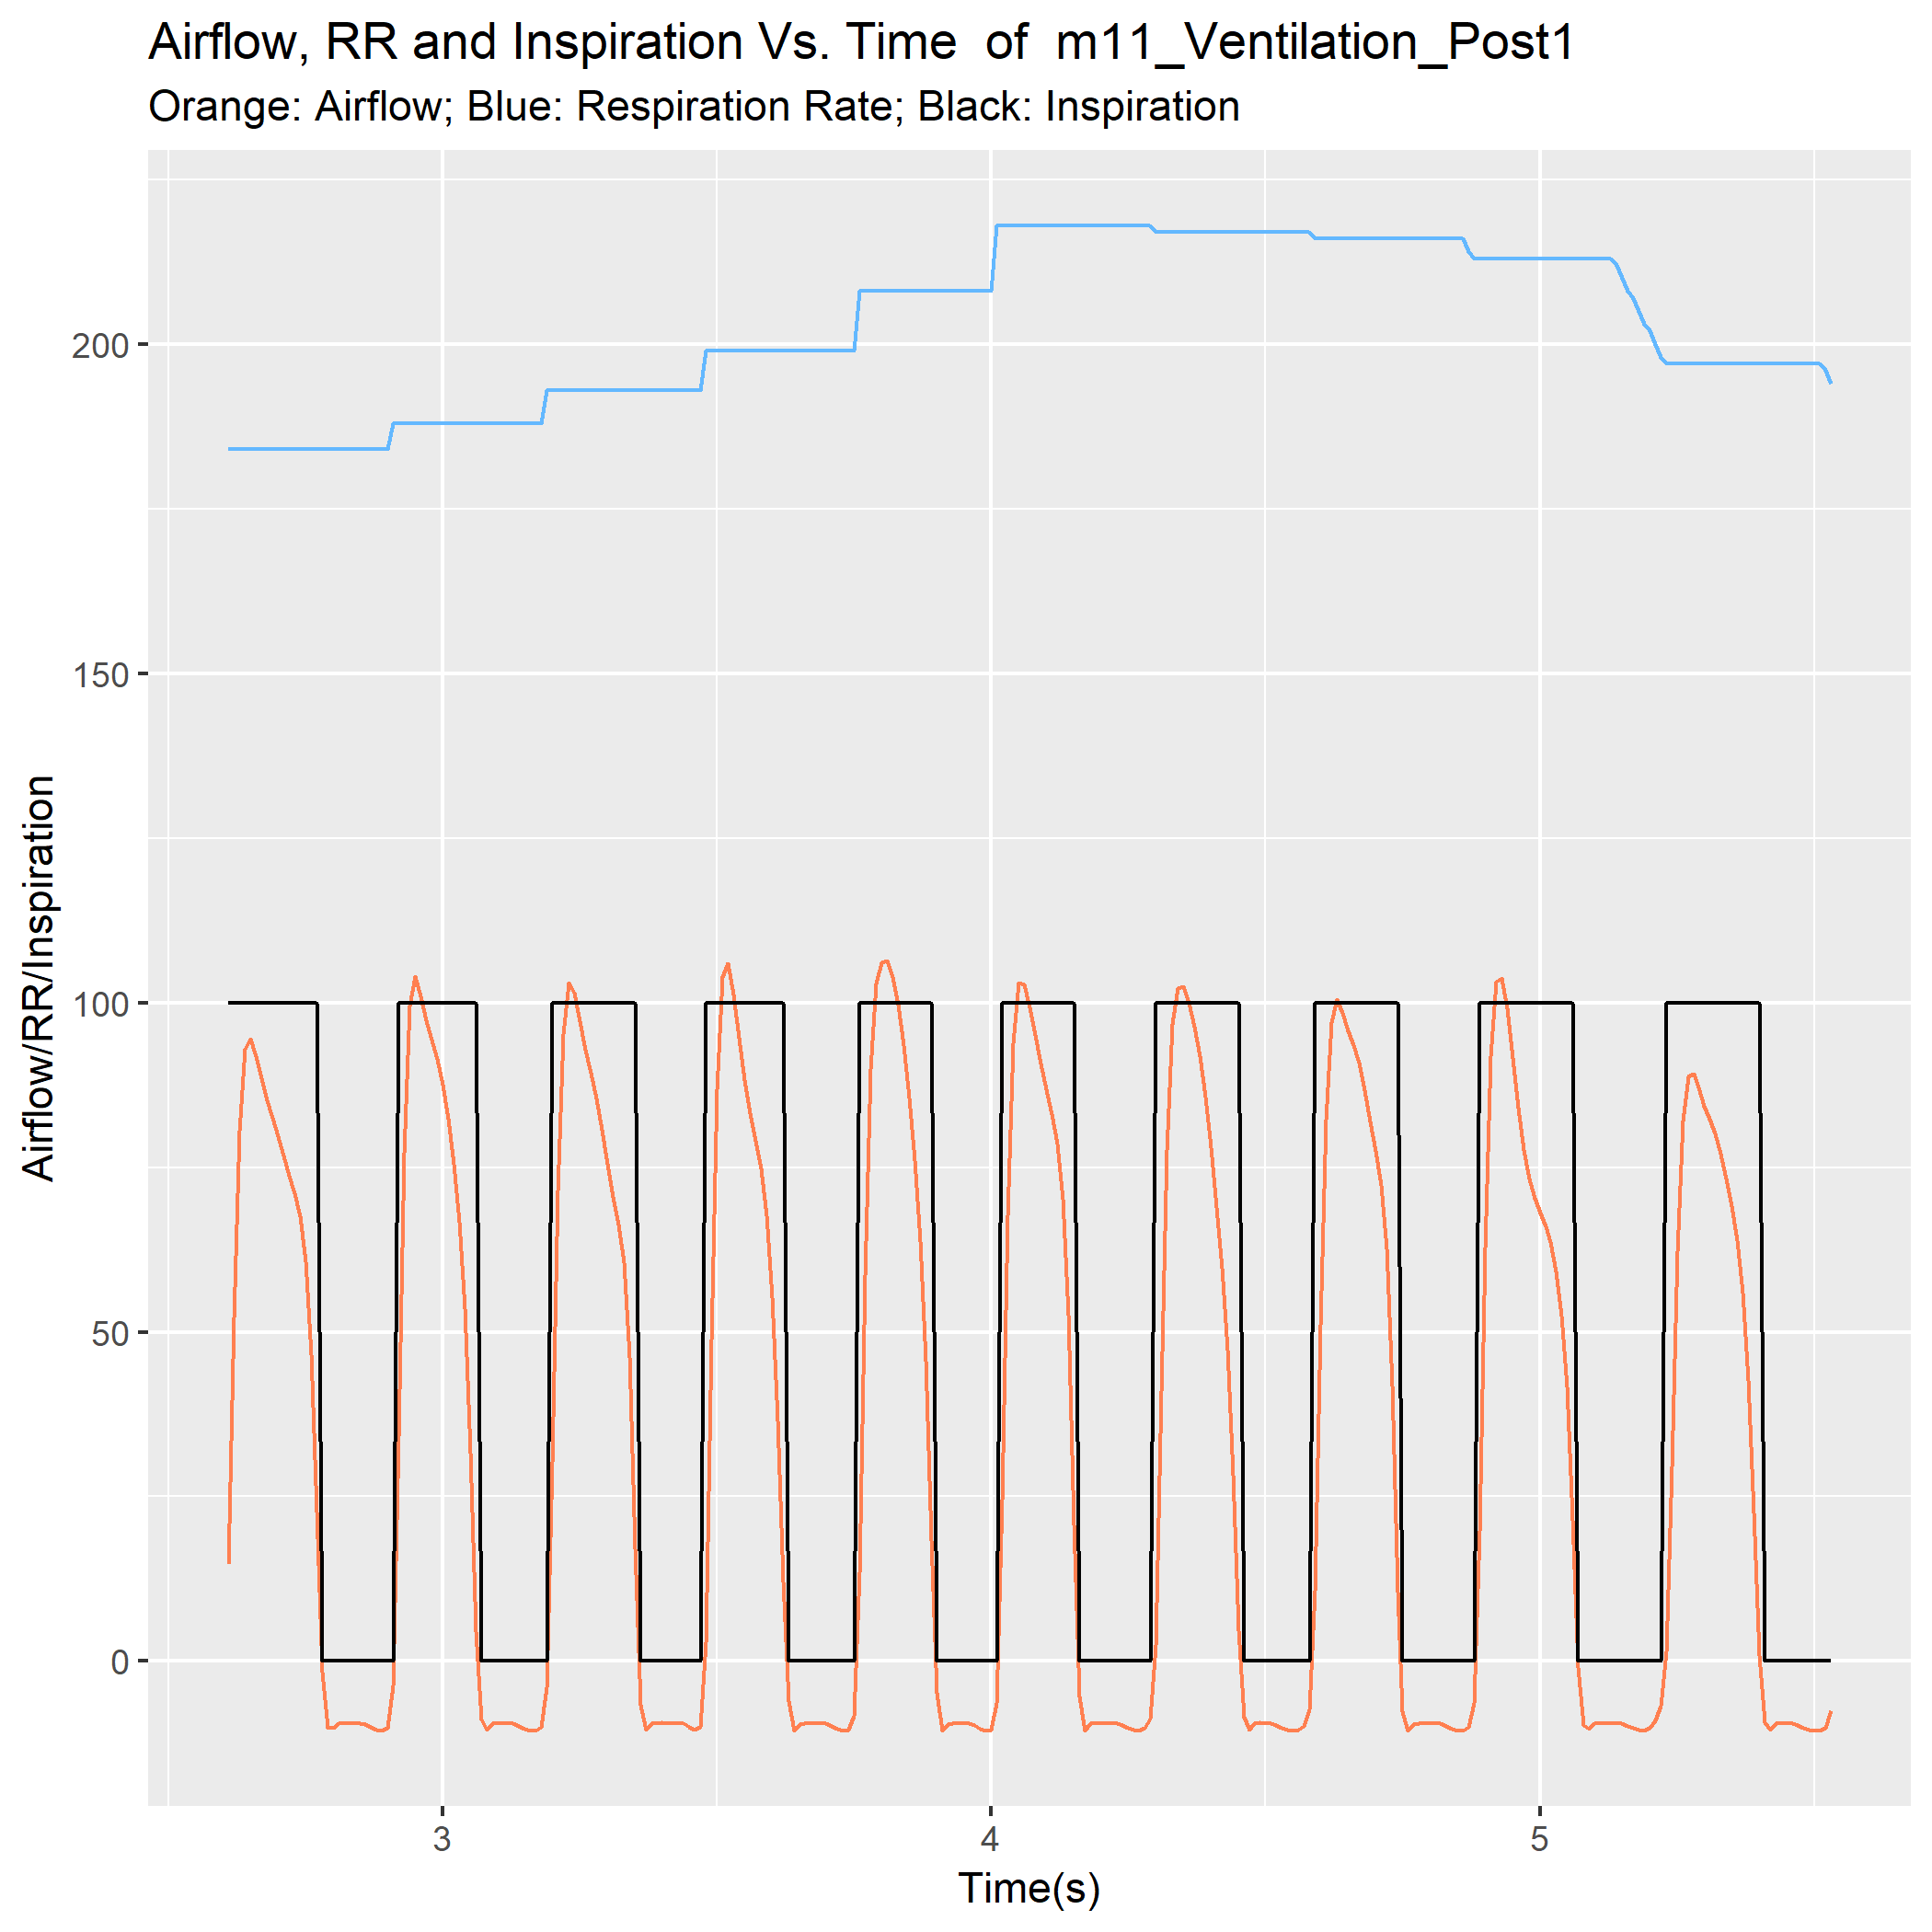 Airflow, RR and Inspiration Vs. Time  of  m11_Ventilation_Post1
Orange: Airflow; Blue: Respiration Rate; Black: Inspiration
Airflow/RR/Inspiration
200
150
100
50
0
3 4 5
Time(s)